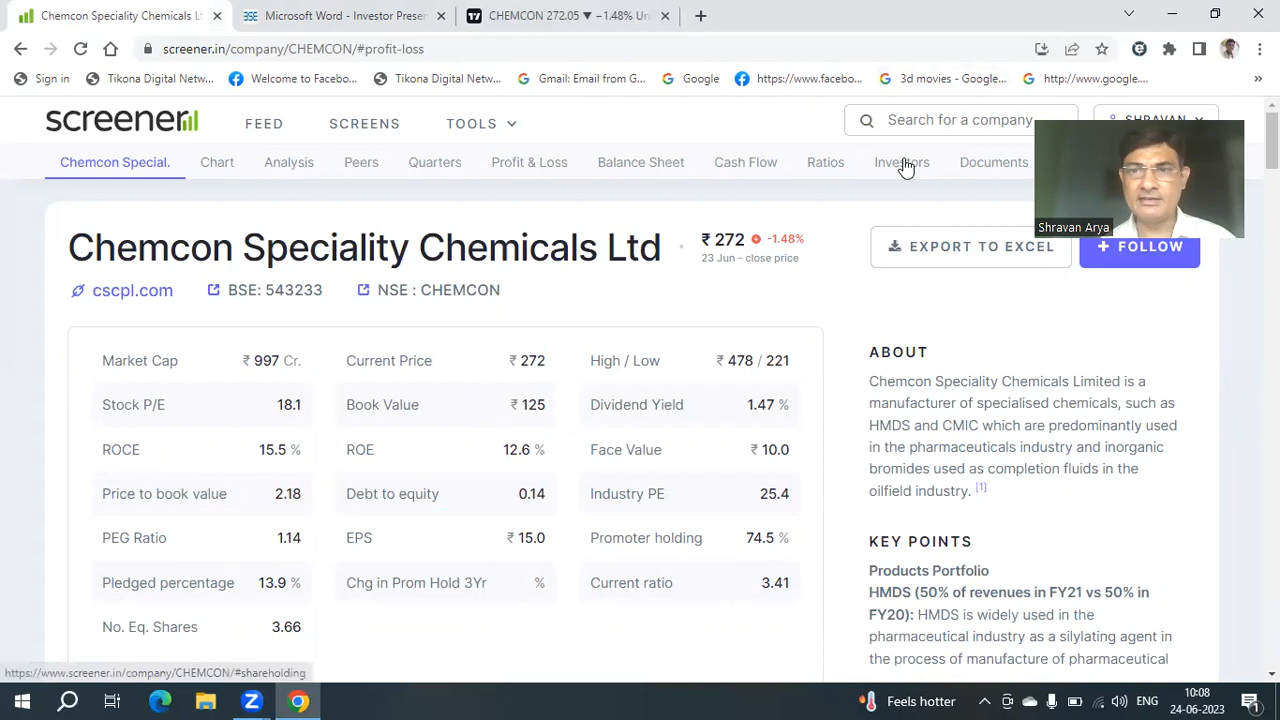 Chemcon Speciality Chemicals Lt
Microsoft Word - Investor Preser
CHEMCON 272.05 ▼ −1.48% Un
screener.in/company/CHEMCON/#profit-loss
Sign in
Tikona Digital Netw...
Welcome to Facebo...
Tikona Digital Netw...
Gmail: Email from G...
Google
https://www.facebo...
3d movies - Google...
http://www.google....
»
screener
FEED
SCREENS
TOOLS
Search for a company
SHRAVAN
Chemcon Special.
Chart
Analysis
Peers
Quarters
Profit & Loss
Balance Sheet
Cash Flow
Ratios
Investors
Documents
Shravan Arya
Chemcon Speciality Chemicals Ltd
₹ 272 -1.48%
23 Jun - close price
EXPORT TO EXCEL
+ FOLLOW
cscpl.com
BSE: 543233
NSE : CHEMCON
Market Cap ₹ 997 Cr.
Current Price ₹ 272
High / Low ₹ 478 / 221
Stock P/E 18.1
Book Value ₹ 125
Dividend Yield 1.47 %
ROCE 15.5 %
ROE 12.6 %
Face Value ₹ 10.0
Price to book value 2.18
Debt to equity 0.14
Industry PE 25.4
PEG Ratio 1.14
EPS ₹ 15.0
Promoter holding 74.5 %
Pledged percentage 13.9 %
Chg in Prom Hold 3Yr %
Current ratio 3.41
No. Eq. Shares 3.66
ABOUT
Chemcon Speciality Chemicals Limited is a
manufacturer of specialised chemicals, such as
HMDS and CMIC which are predominantly used
in the pharmaceuticals industry and inorganic
bromides used as completion fluids in the
oilfield industry. [1]
KEY POINTS
Products Portfolio
HMDS (50% of revenues in FY21 vs 50% in
FY20): HMDS is widely used in the
pharmaceutical industry as a silylating agent in
the process of manufacture of pharmaceutical
https://www.screener.in/company/CHEMCON/#shareholding
Feels hotter
ENG
10:08
24-06-2023
1